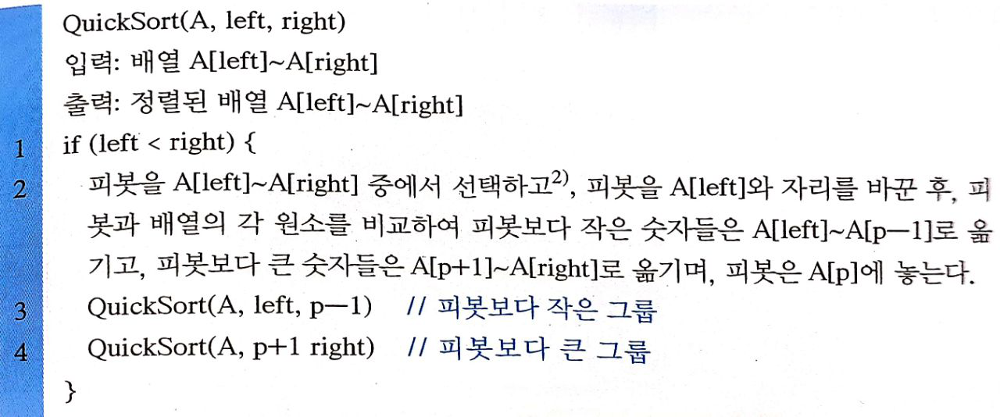 QuickSort(A, left, right)
입력: 배열 A[left]~A[right]
출력: 정렬된 배열 A[left]~A[right]
1 if (left < right) {
2 피봇을 A[left]~A[right] 중에서 선택하고2), 피봇을 A[left]와 자리를 바꾼 후, 피
봇과 배열의 각 원소를 비교하여 피봇보다 작은 숫자들은 A[left]~A[p−1]로 옮
기고, 피봇보다 큰 숫자들은 A[p+1]~A[right]로 옮기며, 피봇은 A[p]에 놓는다.
3 QuickSort(A, left, p−1) // 피봇보다 작은 그룹
4 QuickSort(A, p+1 right) // 피봇보다 큰 그룹
}